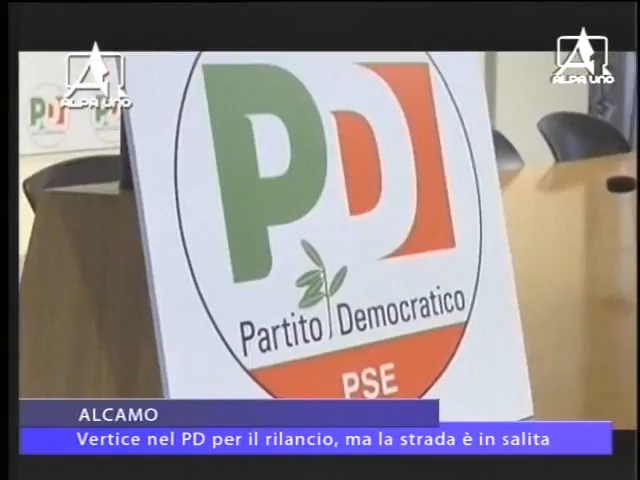 ALPA UNO
ALPA UNO
PD
PD
Partito Democratico
PSE
ALCAMO
Vertice nel PD per il rilancio, ma la strada è in salita